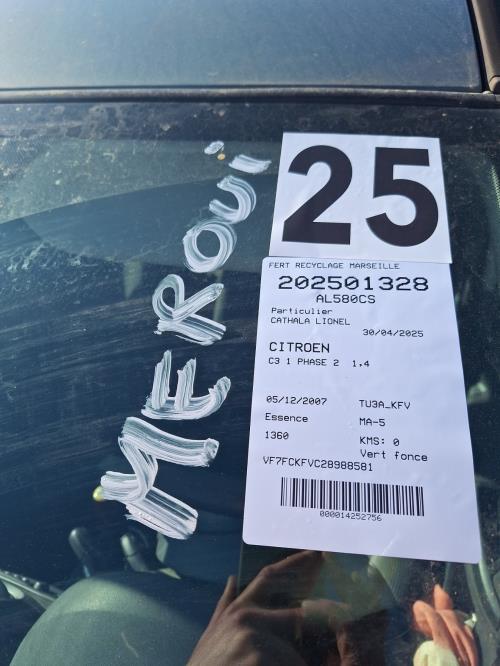 MEROUI
25
FERT RECYCLAGE MARSEILLE
202501328
AL580CS
Particulier
CATHALA LIONEL
30/04/2025
CITROEN
C3 1 PHASE 2 1,4
05/12/2007 TU3A_KFV
Essence MA-5
1360 KMS: 0
Vert fonce
VF7FCKFVC28988581
000014252756